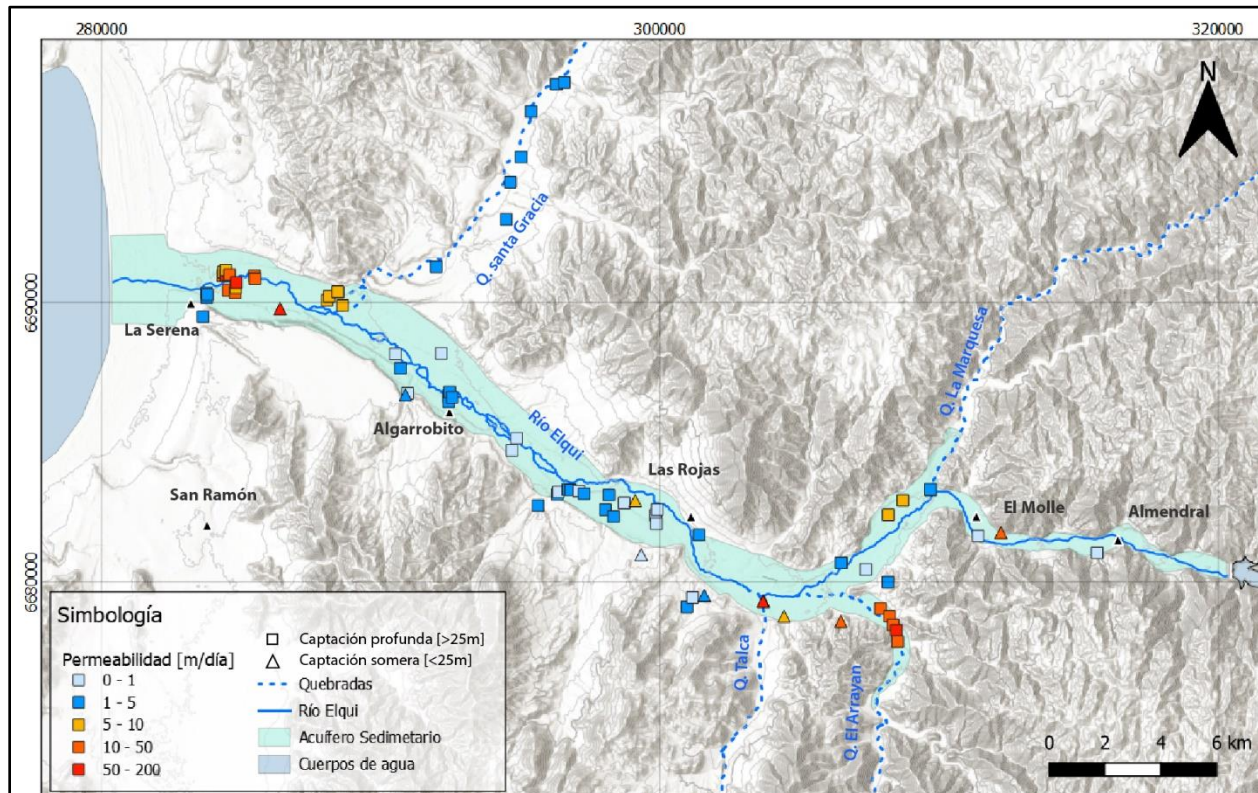 280000
300000
320000
N
Q. santa Gracia
6690000
La Serena
Q. La Marquesa
Río Elqui
Algarrobito
Las Rojas
San Ramón
El Molle
Almendral
6680000
Simbología
Permeabilidad [m/día]
0 - 1
1 - 5
5 - 10
10 - 50
50 - 200
Captación profunda [>25m]
Captación somera [<25m]
Quebradas
Río Elqui
Acuífero Sedimetario
Cuerpos de agua
Q. Talca
Q. El Arrayan
0 2 4 6 km